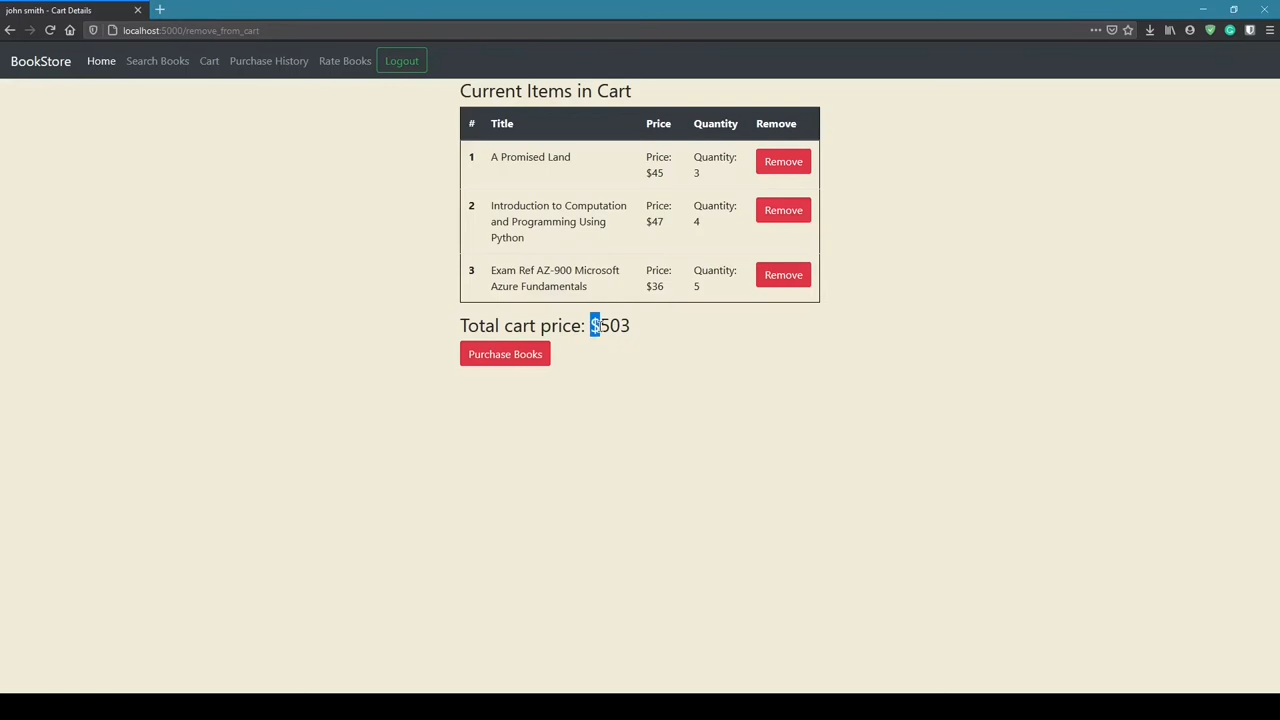 john smith - Cart Details
localhost:5000/remove_from_cart
BookStore Home Search Books Cart Purchase History Rate Books Logout
Current Items in Cart
# Title Price Quantity Remove
1 A Promised Land Price: $45 Quantity: 3 Remove
2 Introduction to Computation and Programming Using Python Price: $47 Quantity: 4 Remove
3 Exam Ref AZ-900 Microsoft Azure Fundamentals Price: $36 Quantity: 5 Remove
Total cart price: $503
Purchase Books